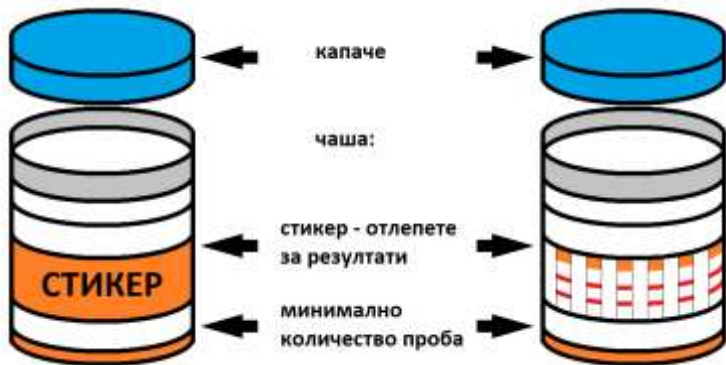 капаче
чаша:
стикер - отлепете
за резултати
СТИКЕР
минимално
количество проба